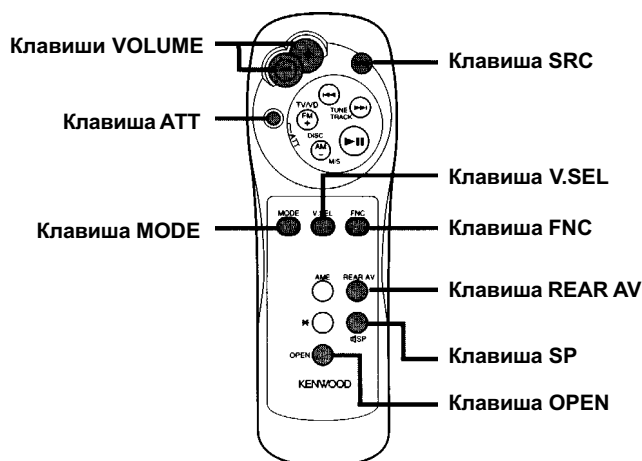 Клавиши VOLUME
Клавиша SRC
Клавиша ATT
TV/VD
FM
+
TUNE
TRACK
ATT
DISC
AM
–
M/S
Клавиша V.SEL
Клавиша MODE
MODE
V.SEL
FNC
Клавиша FNC
AME
REAR AV
Клавиша REAR AV
SP
Клавиша SP
OPEN
KENWOOD
Клавиша OPEN